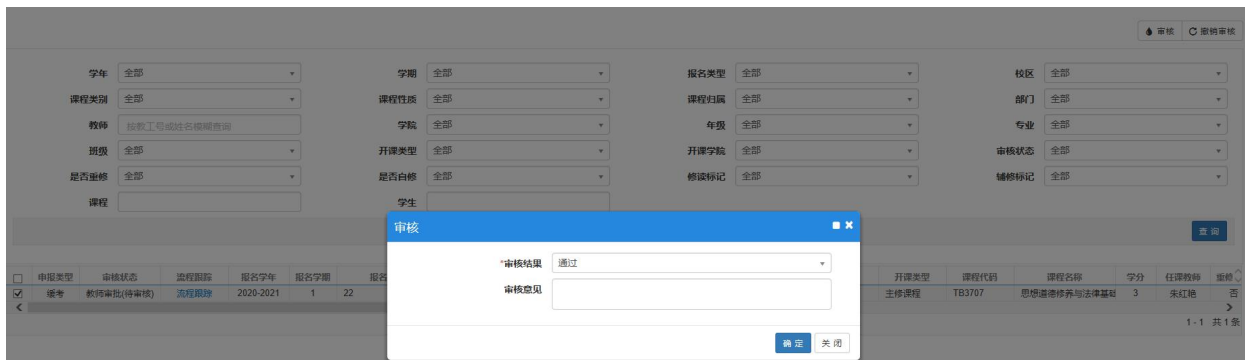 审核 撤销审核
学年 全部 学期 全部 报名类型 全部 校区 全部
课程类别 全部 课程性质 全部 课程归属 全部 部门 全部
教师 按教工号或姓名模糊查询 学院 全部 年级 全部 专业 全部
班级 全部 开课类型 全部 开课学院 全部 审核状态 全部
是否重修 全部 是否自修 全部 修读标记 全部 辅修标记 全部
课程 学生
查 询
审核
*审核结果 通过
审核意见
确 定 关 闭
申报类型 审核状态 流程跟踪 报名学年 报名学期 报名 开课类型 课程代码 课程名称 学分 任课教师 重修
缓考 教师审批(待审核) 流程跟踪 2020-2021 1 22 主修课程 TB3707 思想道德修养与法律基础 3 朱红艳 否
1 - 1 共 1 条